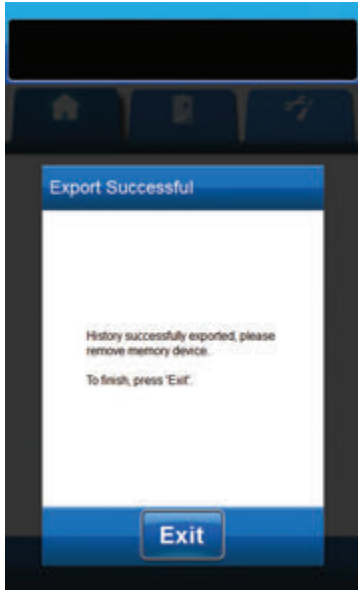 Export Successful
History successfully exported, please
remove memory device.
To finish, press 'Exit'.
Exit